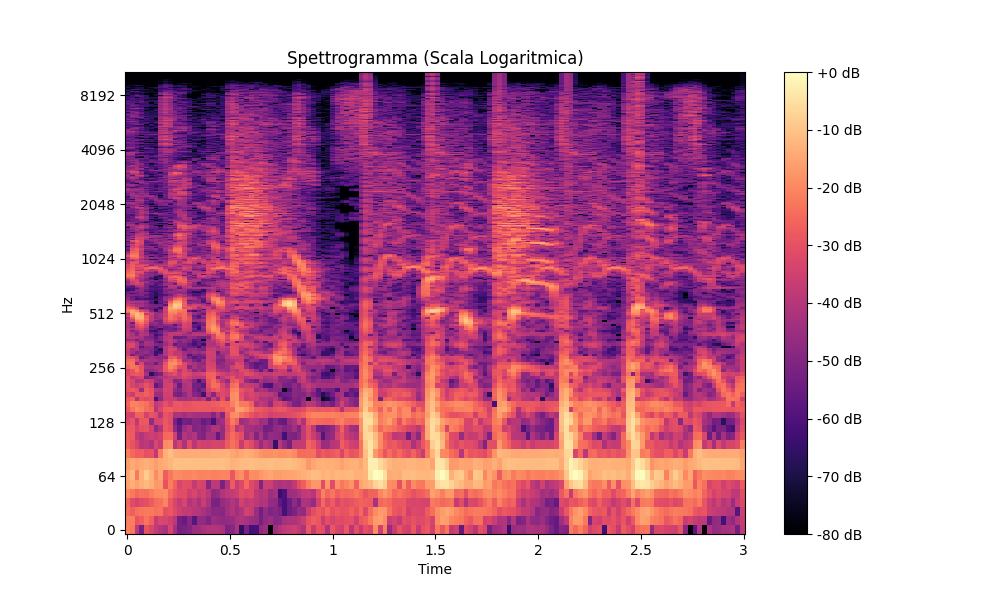 Spettrogramma (Scala Logaritmica)
Hz
8192
4096
2048
1024
512
256
128
64
0
0
0.5
1
1.5
2
2.5
3
Time
+0 dB
-10 dB
-20 dB
-30 dB
-40 dB
-50 dB
-60 dB
-70 dB
-80 dB